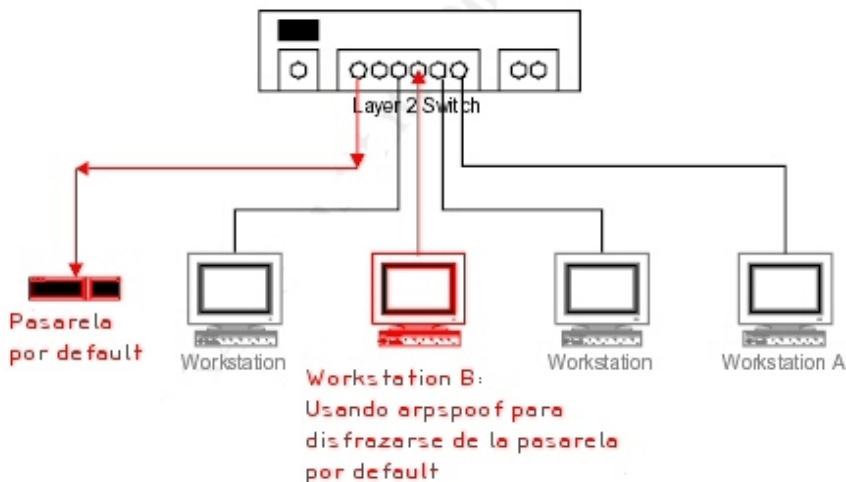 Layer 2 Switch
Pasarela
por default
Workstation
Workstation B:
Usando arpspoof para
disfrazarse de la pasarela
por default
Workstation
Workstation A